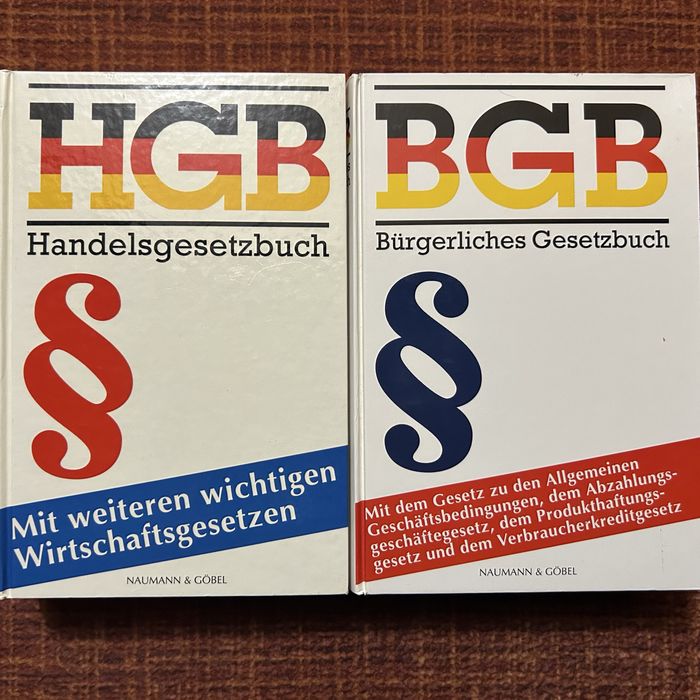 HGB
Handelsgesetzbuch
§
Mit weiteren wichtigen
Wirtschaftsgesetzen
NAUMANN & GÖBEL
BGB
Bürgerliches Gesetzbuch
§
Mit dem Gesetz zu den Allgemeinen
Geschäftsbedingungen, dem Abzahlungs-
geschäftegesetz, dem Produkthaftungs-
gesetz und dem Verbraucherkreditgesetz
NAUMANN & GÖBEL